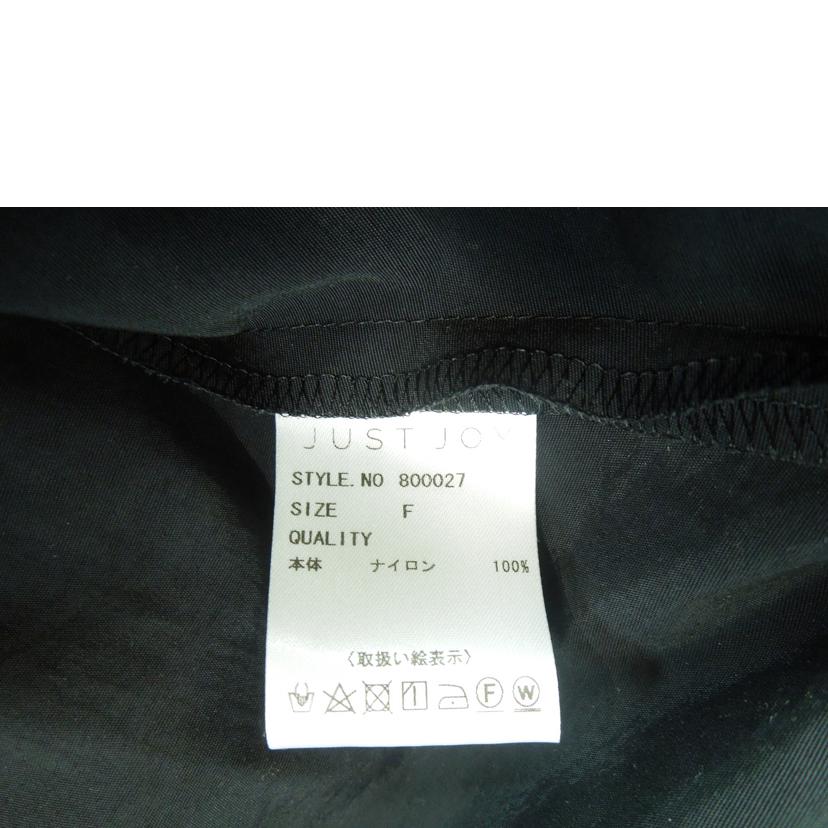 JUST JOY
STYLE.NO 800027
SIZE F
QUALITY
本体 ナイロン 100%
〈取扱い絵表示〉
F W